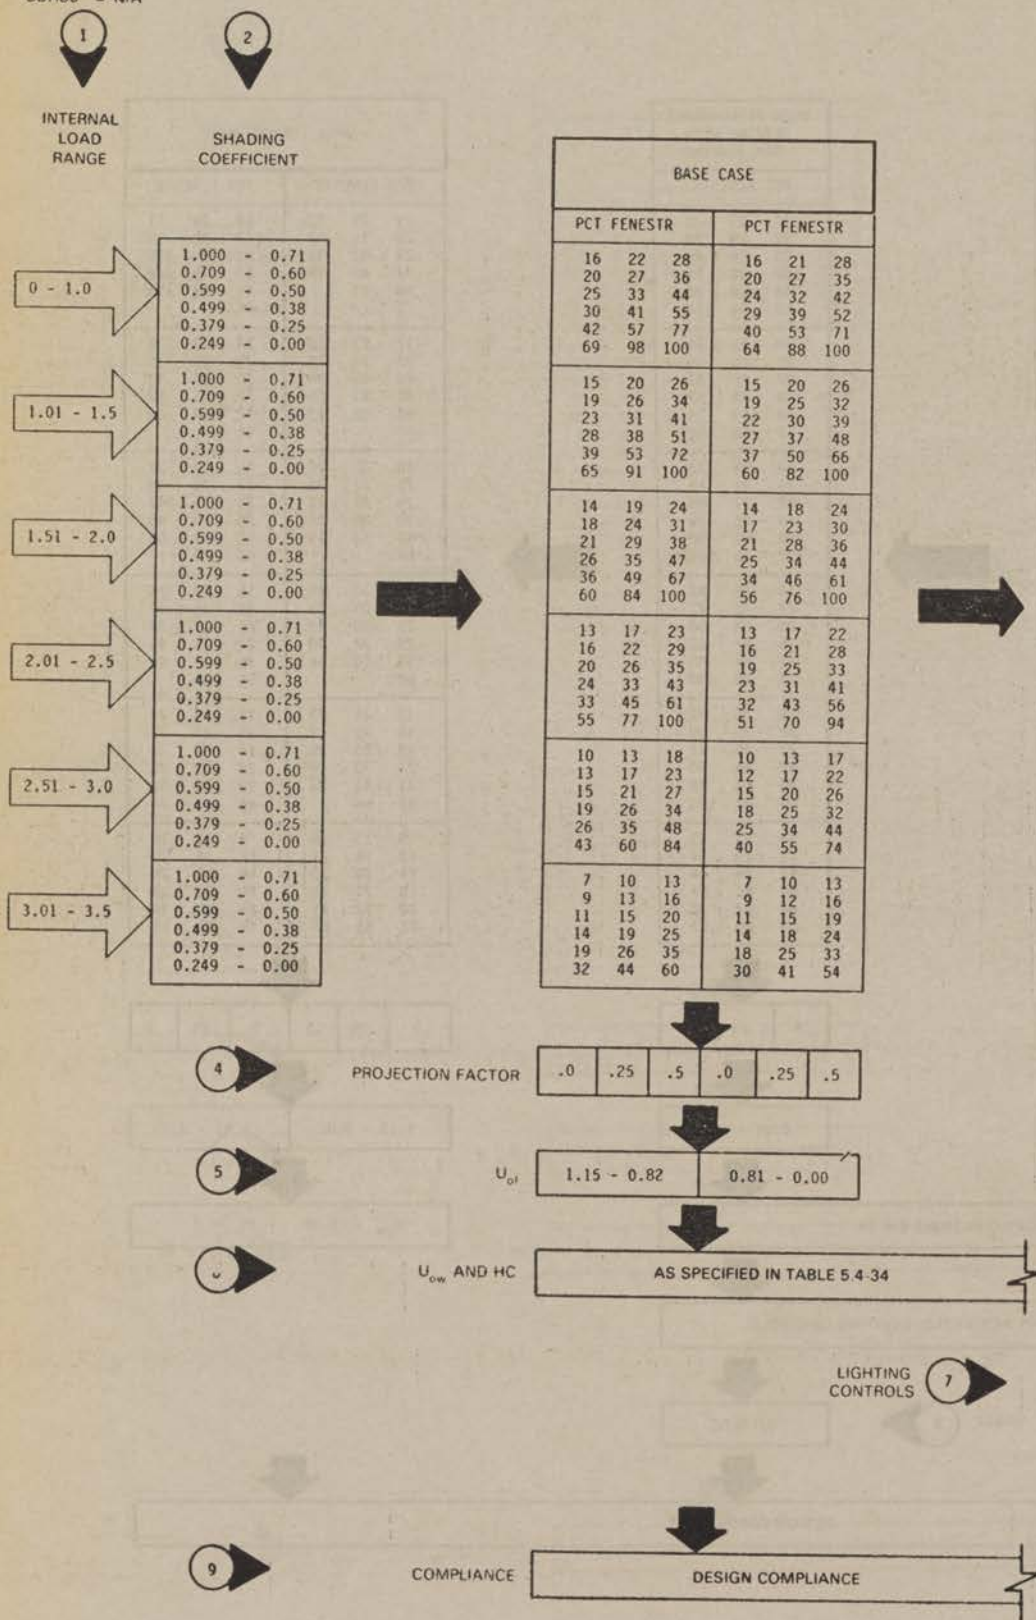 1 2
INTERNAL LOAD RANGE
SHADING COEFFICIENT
BASE CASE
PCT FENESTR PCT FENESTR
0 - 1.0
1.000 - 0.71 16 22 28 16 21 28
0.709 - 0.60 20 27 36 20 27 35
0.599 - 0.50 25 33 44 24 32 42
0.499 - 0.38 30 41 55 29 39 52
0.379 - 0.25 42 57 77 40 53 71
0.249 - 0.00 69 98 100 64 88 100
1.01 - 1.5
1.000 - 0.71 15 20 26 15 20 26
0.709 - 0.60 19 26 34 19 25 32
0.599 - 0.50 23 31 41 22 30 39
0.499 - 0.38 28 38 51 27 37 48
0.379 - 0.25 39 53 72 37 50 66
0.249 - 0.00 65 91 100 60 82 100
1.51 - 2.0
1.000 - 0.71 14 19 24 14 18 24
0.709 - 0.60 18 24 31 17 23 30
0.599 - 0.50 21 29 38 21 28 36
0.499 - 0.38 26 35 47 25 34 44
0.379 - 0.25 36 49 67 34 46 61
0.249 - 0.00 60 84 100 56 76 100
2.01 - 2.5
1.000 - 0.71 13 17 23 13 17 22
0.709 - 0.60 16 22 29 16 21 28
0.599 - 0.50 20 26 35 19 25 33
0.499 - 0.38 24 33 43 23 31 41
0.379 - 0.25 33 45 61 32 43 56
0.249 - 0.00 55 77 100 51 70 94
2.51 - 3.0
1.000 - 0.71 10 13 18 10 13 17
0.709 - 0.60 13 17 23 12 17 22
0.599 - 0.50 15 21 27 15 20 26
0.499 - 0.38 19 26 34 18 25 32
0.379 - 0.25 26 35 48 25 34 44
0.249 - 0.00 43 60 84 40 55 74
3.01 - 3.5
1.000 - 0.71 7 10 13 7 10 13
0.709 - 0.60 9 13 16 9 12 16
0.599 - 0.50 11 15 20 11 15 19
0.499 - 0.38 14 19 25 14 18 24
0.379 - 0.25 19 26 35 18 25 33
0.249 - 0.00 32 44 60 30 41 54
4 PROJECTION FACTOR .0 .25 .5 .0 .25 .5
5 Uof 1.15 - 0.82 0.81 - 0.00
Uow AND HC AS SPECIFIED IN TABLE 5.4-34
LIGHTING CONTROLS 7
9 COMPLIANCE DESIGN COMPLIANCE